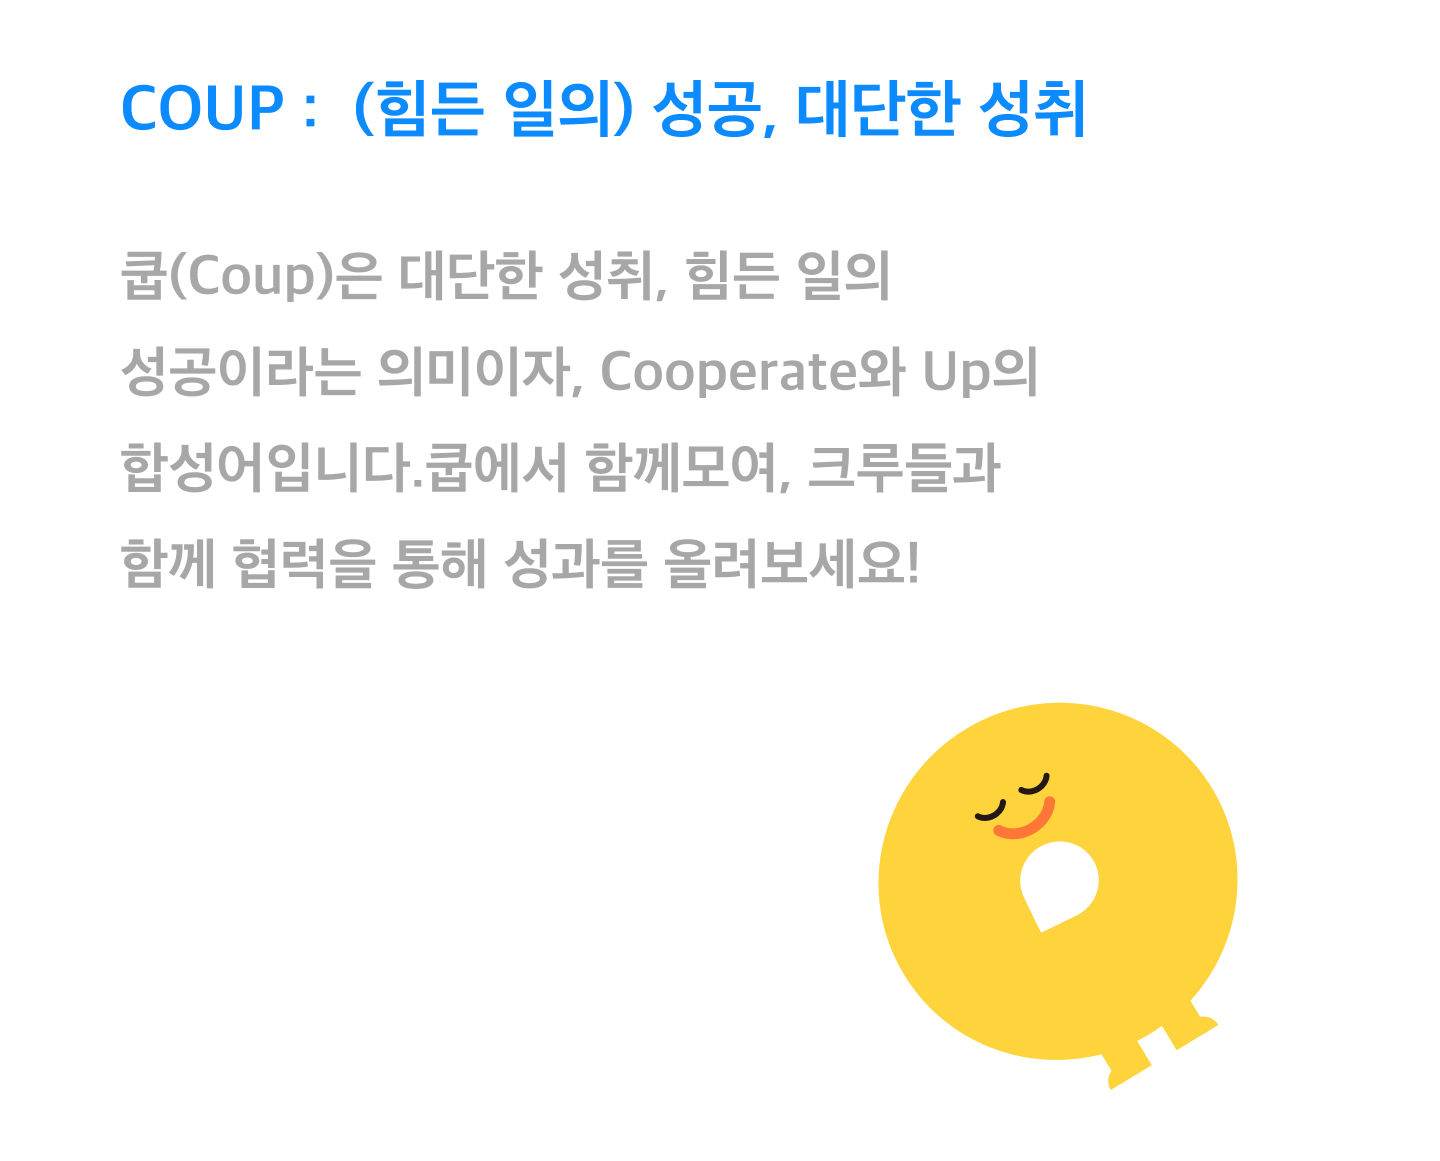 COUP : (힘든 일의) 성공, 대단한 성취
쿱(Coup)은 대단한 성취, 힘든 일의
성공이라는 의미이자, Cooperate와 Up의
합성어입니다.쿱에서 함께모여, 크루들과
함께 협력을 통해 성과를 올려보세요!